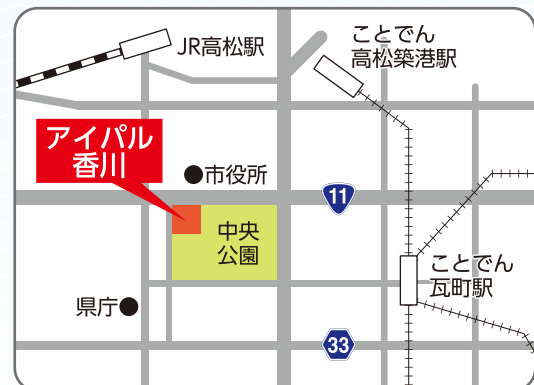 JR高松駅
ことでん
高松築港駅
アイパル
香川
市役所
11
中央
公園
ことでん
瓦町駅
県庁
33